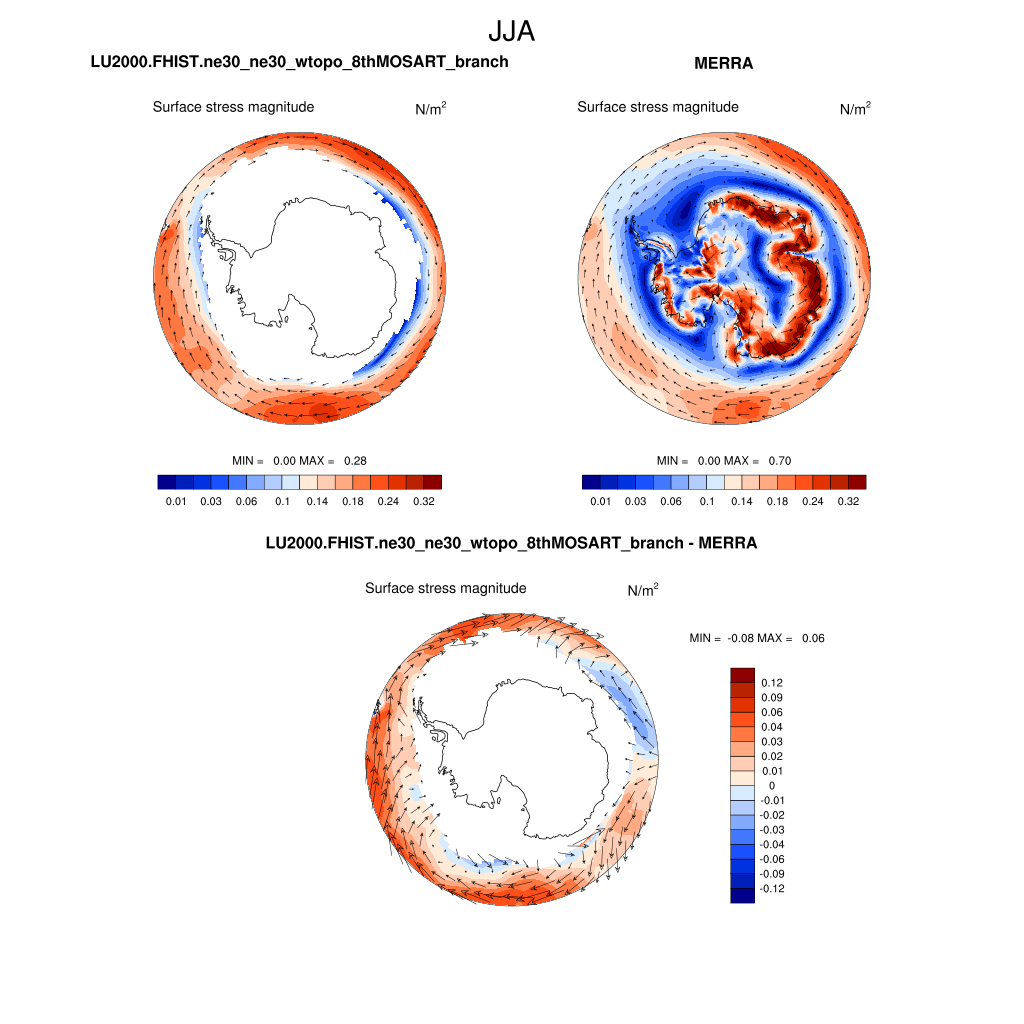 JJA
LU2000.FHIST.ne30_ne30_wtopo_8thMOSART_branch
MERRA
Surface stress magnitude N/m²
Surface stress magnitude N/m²
MIN = 0.00 MAX = 0.28
MIN = 0.00 MAX = 0.70
0.01 0.03 0.06 0.1 0.14 0.18 0.24 0.32
0.01 0.03 0.06 0.1 0.14 0.18 0.24 0.32
LU2000.FHIST.ne30_ne30_wtopo_8thMOSART_branch - MERRA
Surface stress magnitude N/m²
MIN = -0.08 MAX = 0.06
0.12
0.09
0.06
0.04
0.03
0.02
0.01
0
-0.01
-0.02
-0.03
-0.04
-0.06
-0.09
-0.12